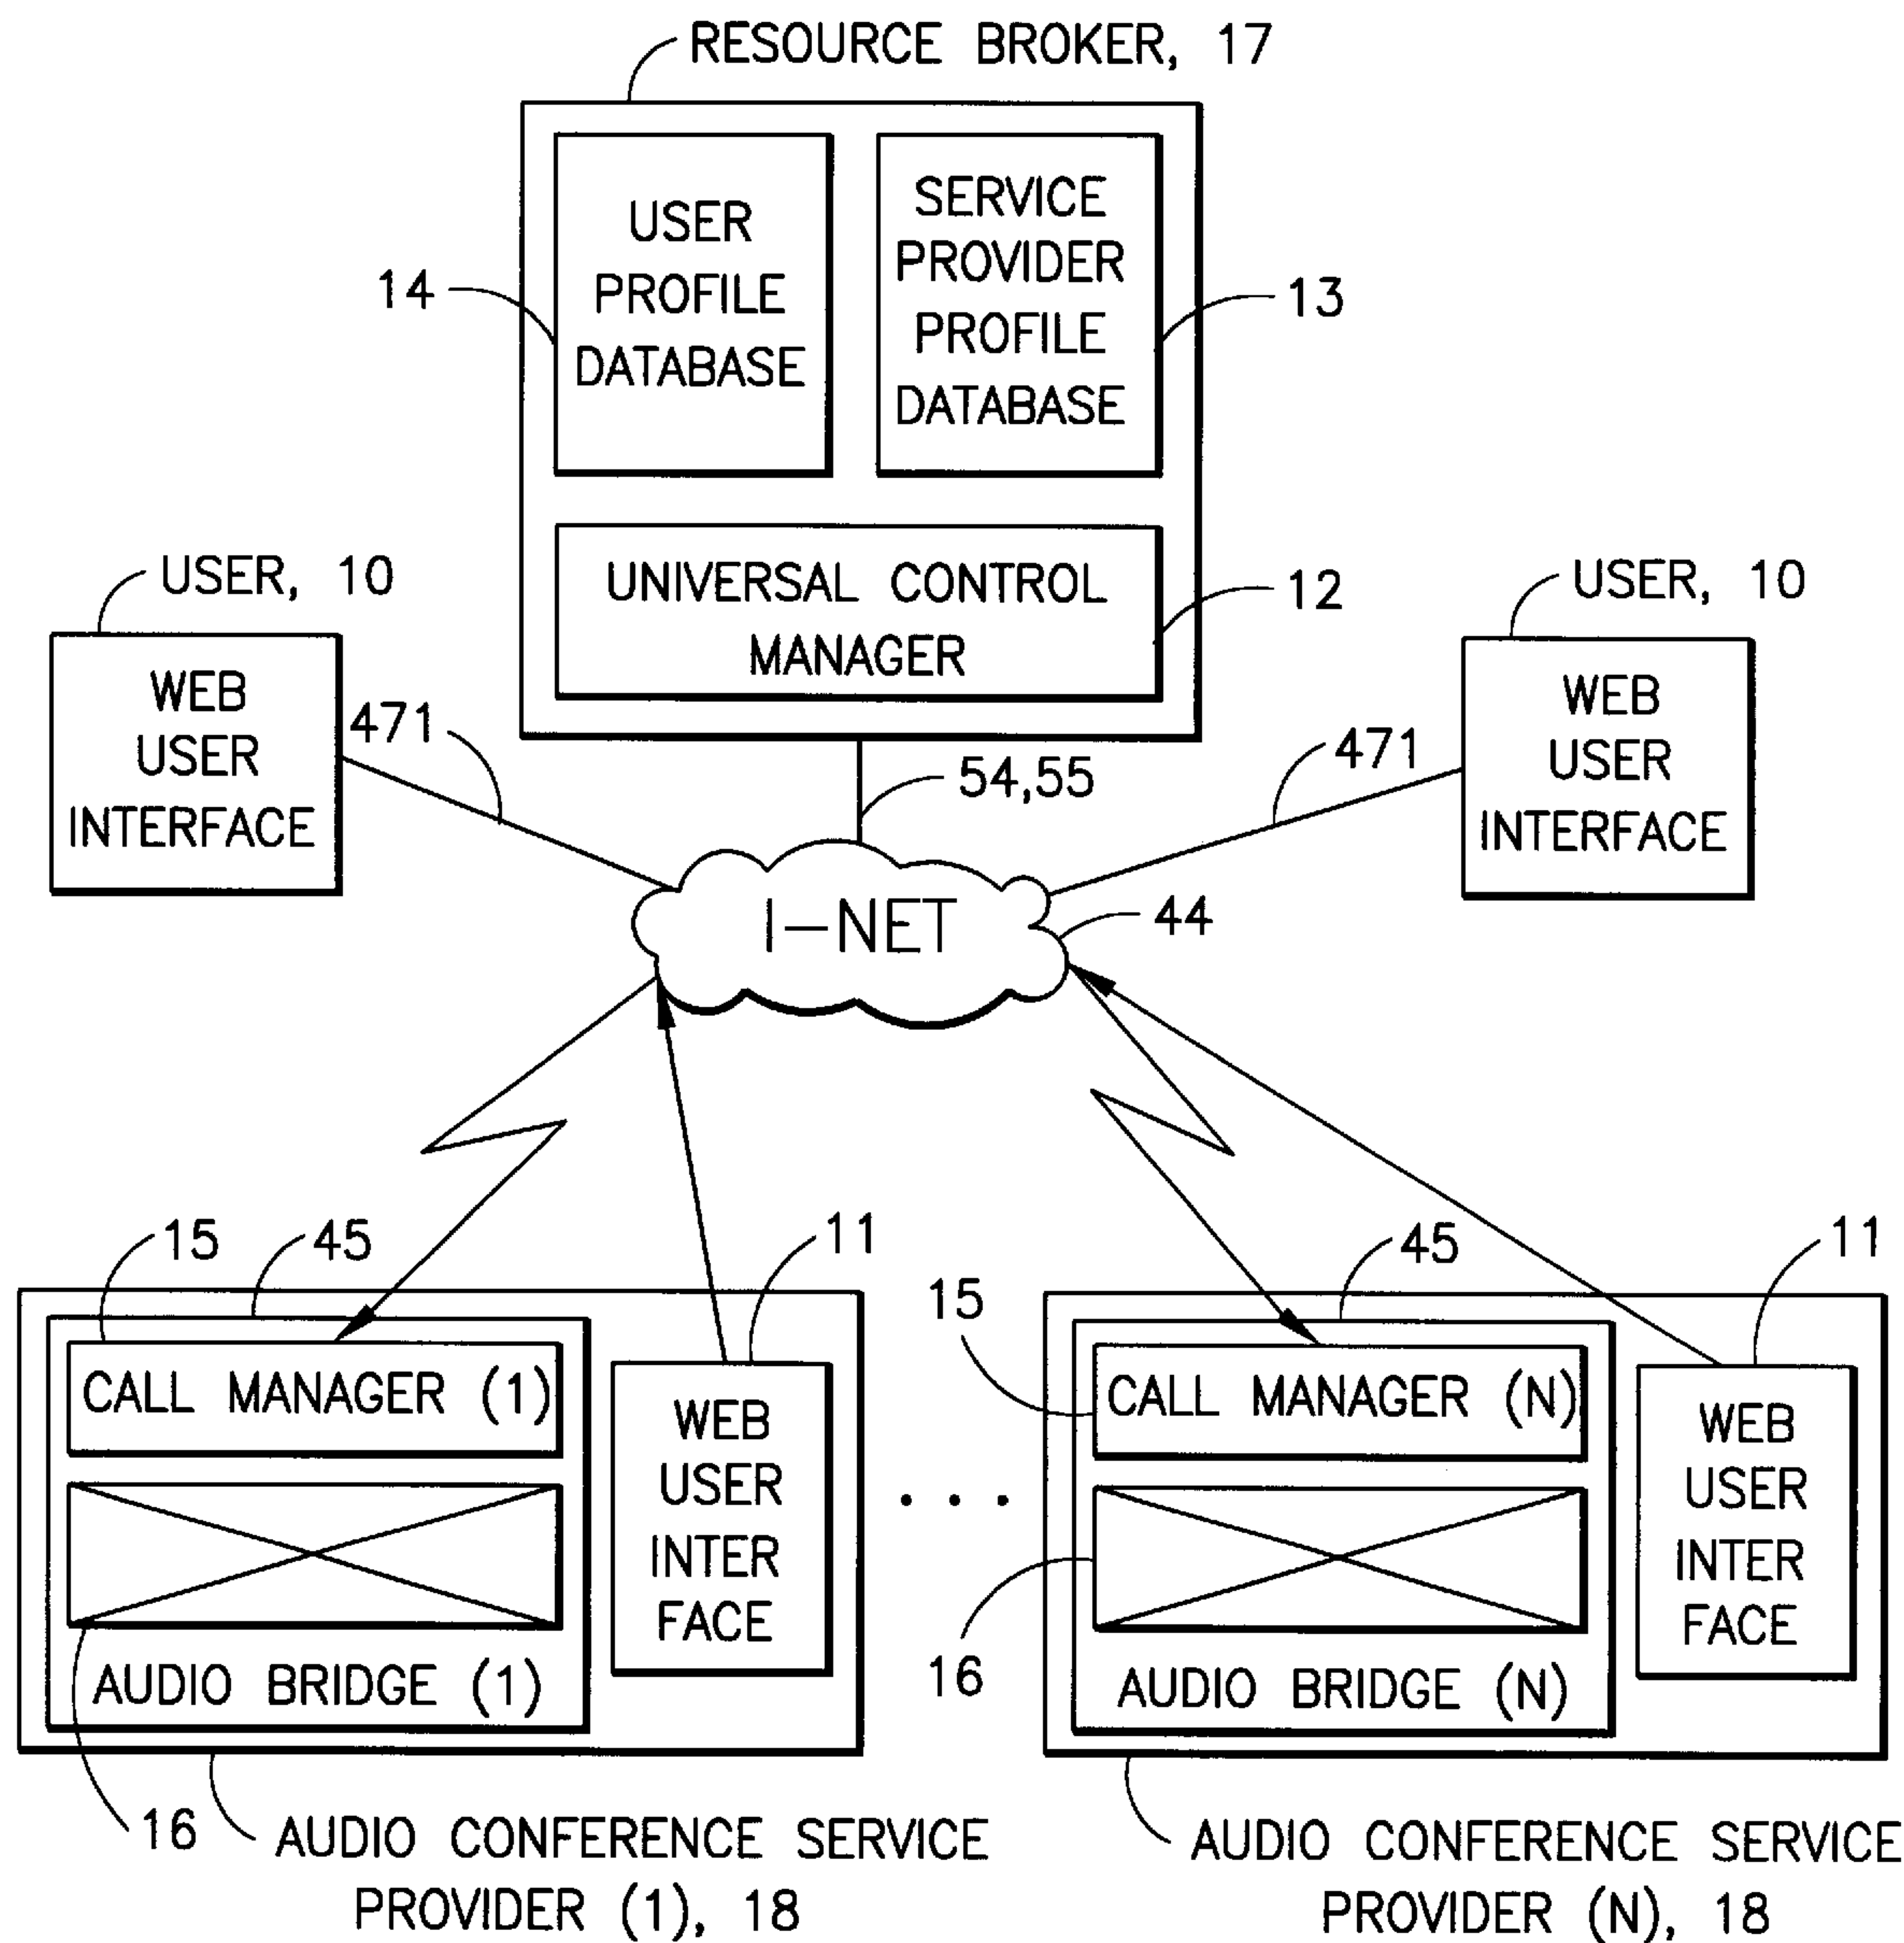 RESOURCE BROKER, 17
USER
PROFILE
DATABASE
14
SERVICE
PROVIDER
PROFILE
DATABASE
13
UNIVERSAL CONTROL
MANAGER
12
USER, 10
WEB
USER
INTERFACE
471
54,55
USER, 10
WEB
USER
INTERFACE
471
I-NET
44
15
45
11
CALL MANAGER (1)
AUDIO BRIDGE (1)
WEB
USER
INTER
FACE
16
AUDIO CONFERENCE SERVICE
PROVIDER (1), 18
. . .
15
45
11
CALL MANAGER (N)
16
AUDIO BRIDGE (N)
WEB
USER
INTER
FACE
AUDIO CONFERENCE SERVICE
PROVIDER (N), 18